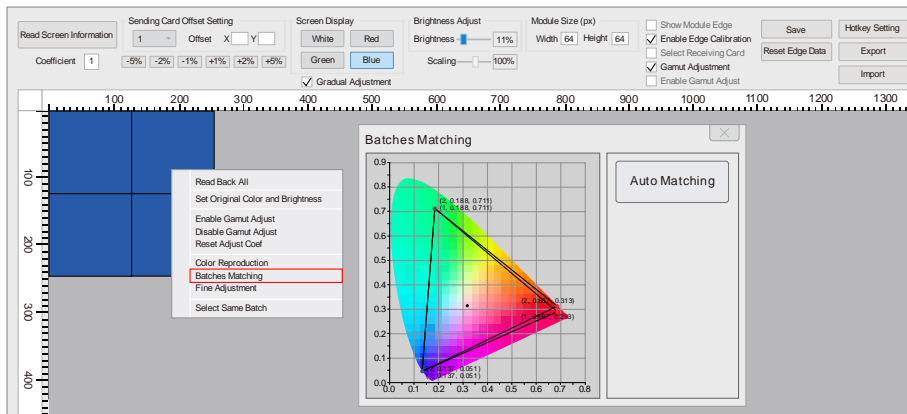 Read Screen Information
Coefficient 1
Sending Card Offset Setting
1 Offset X Y
-5% -2% -1% +1% +2% +5%
Screen Display
White Red
Green Blue
Gradual Adjustment
Brightness Adjust
Brightness 11%
Scaling 100%
Module Size (px)
Width 64 Height 64
Show Module Edge
Enable Edge Calibration
Select Receiving Card
Gamut Adjustment
Enable Gamut Adjust
Save
Reset Edge Data
Hotkey Setting
Export
Import
100 200 300 400 500 600 700 800 900 1000 1100 1200 1300
100
200
300
400
Read Back All
Set Original Color and Brightness
Enable Gamut Adjust
Disable Gamut Adjust
Reset Adjust Coef
Color Reproduction
Batches Matching
Fine Adjustment
Select Same Batch
Batches Matching
0.9
0.8
0.7
0.6
0.5
0.4
0.3
0.2
0.1
0.0
0.0 0.1 0.2 0.3 0.4 0.5 0.6 0.7 0.8
(2, 0.188, 0.711)
(1, 0.188, 0.711)
(2, 0.687, 0.313)
Auto Matching